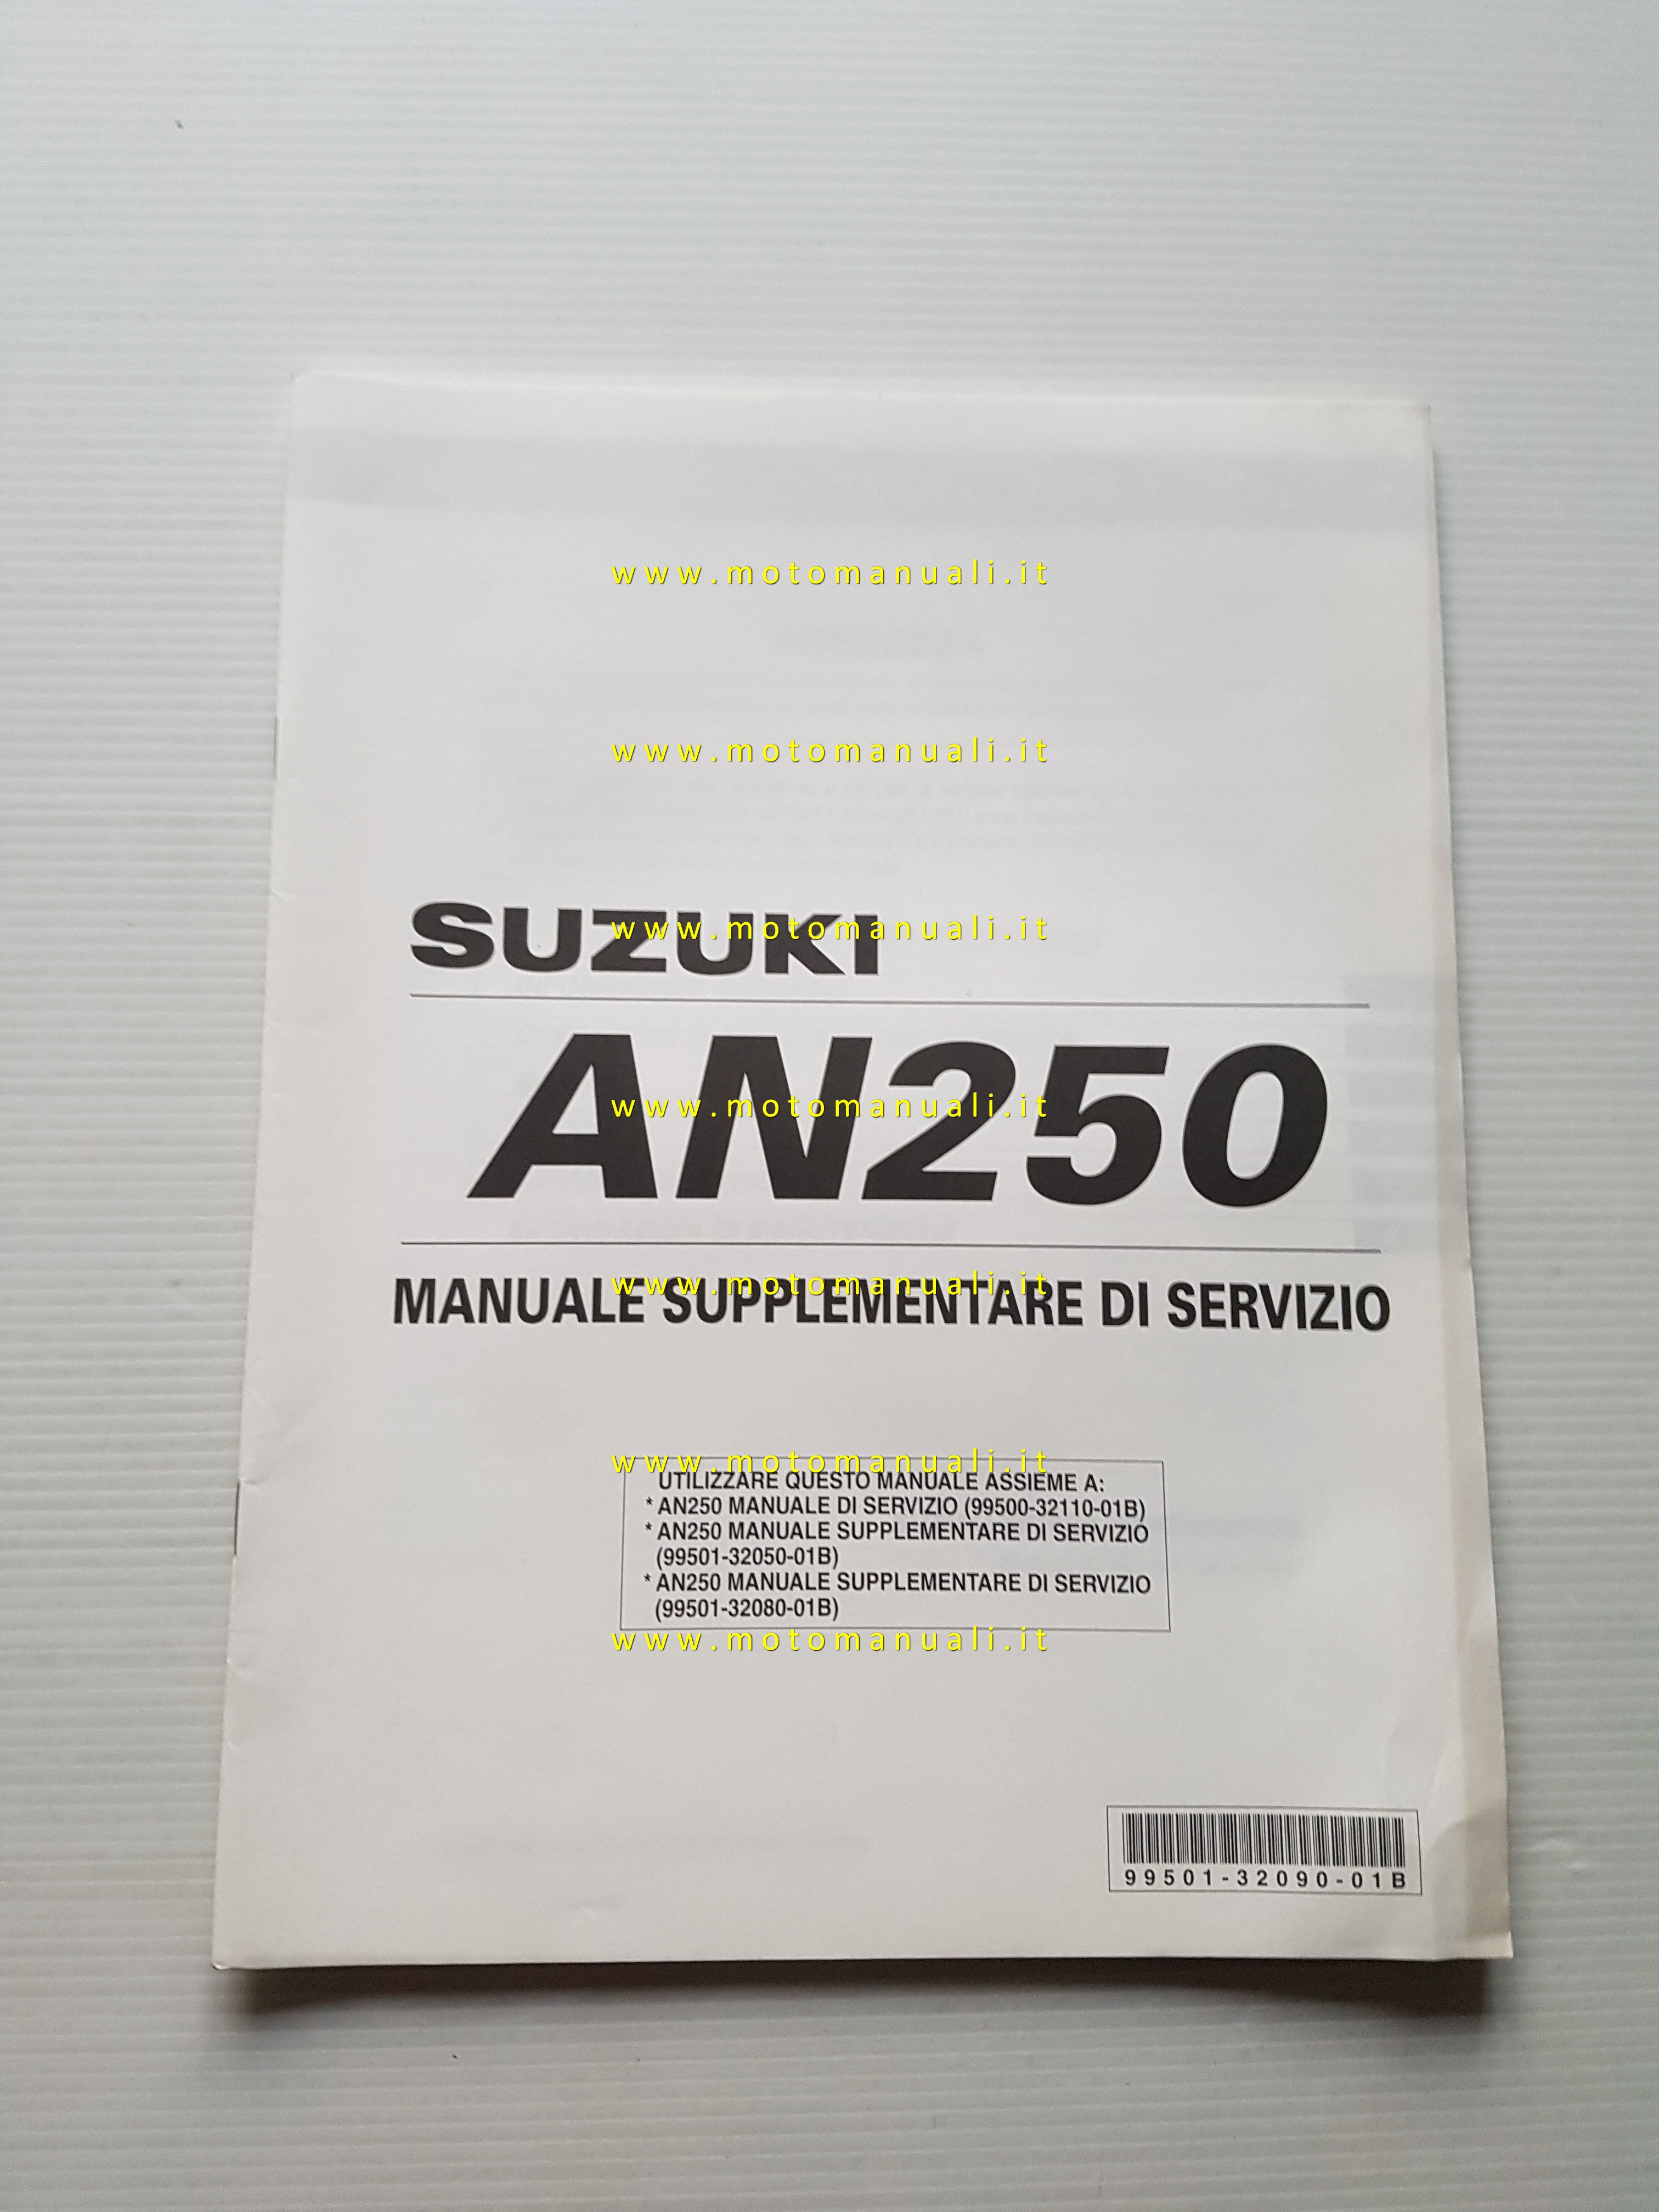 www.motomanuali.it
www.motomanuali.it
SUZUKI
www.motomanuali.it
AN250
www.motomanuali.it
MANUALE SUPPLEMENTARE DI SERVIZIO
www.motomanuali.it
www.motomanuali.it
UTILIZZARE QUESTO MANUALE ASSIEME A:
* AN250 MANUALE DI SERVIZIO (99500-32110-01B)
* AN250 MANUALE SUPPLEMENTARE DI SERVIZIO
(99501-32050-01B)
* AN250 MANUALE SUPPLEMENTARE DI SERVIZIO
(99501-32080-01B)
www.motomanuali.it
99501-32090-01B